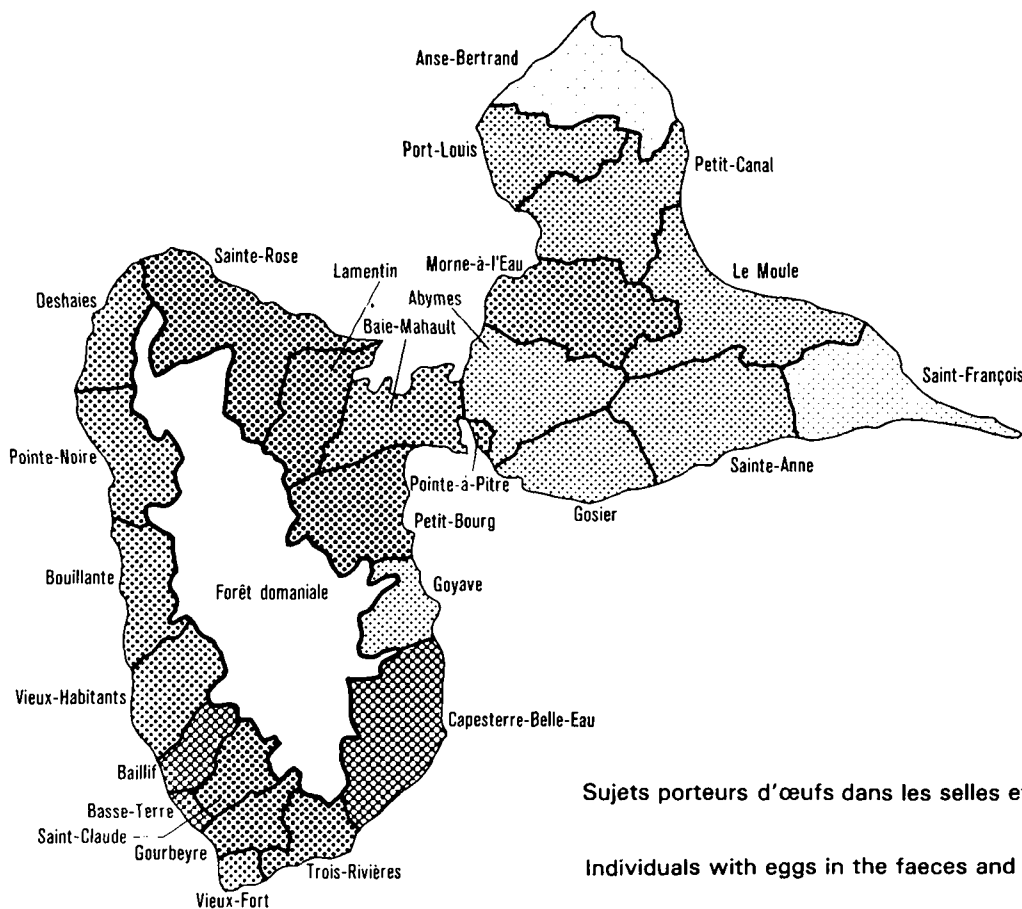 Anse-Bertrand
Port-Louis
Petit-Canal
Sainte-Rose
Lamentin
Morne-à-l'Eau
Abymes
Le Moule
Deshaies
Baie-Mahault
Saint-François
Pointe-Noire
Pointe-à-Pitre
Sainte-Anne
Gosier
Petit-Bourg
Bouillante
Forêt domaniale
Goyave
Vieux-Habitants
Capesterre-Belle-Eau
Baillif
Basse-Terre
Saint-Claude
Gourbeyre
Trois-Rivières
Vieux-Fort
Sujets porteurs d'œufs dans les selles e
Individuals with eggs in the faeces and